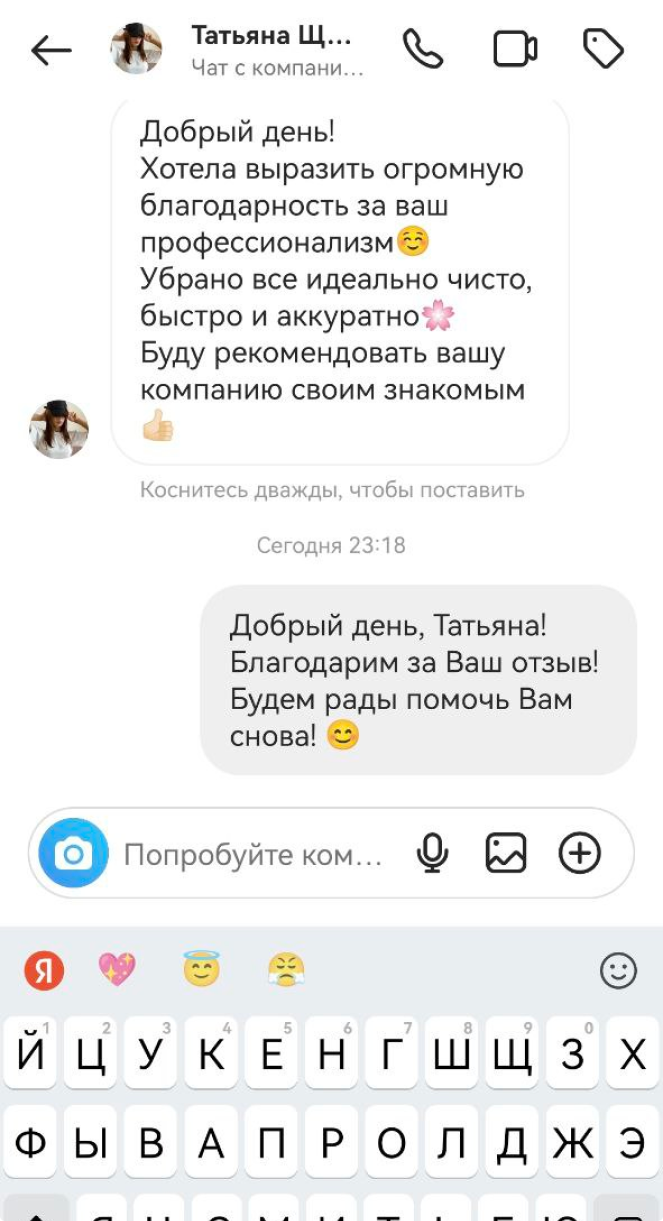 Татьяна Щ...
Чат с компани...
Добрый день!
Хотела выразить огромную
благодарность за ваш
профессионализм☺️
Убрано все идеально чисто,
быстро и аккуратно🌸
Буду рекомендовать вашу
компанию своим знакомым
👍🏻
Коснитесь дважды, чтобы поставить
Сегодня 23:18
Добрый день, Татьяна!
Благодарим за Ваш отзыв!
Будем рады помочь Вам
снова! 😊
Попробуйте ком...
Я
1 2 3 4 5 6 7 8 9 0
Й Ц У К Е Н Г Ш Щ З Х
Ф Ы В А П Р О Л Д Ж Э